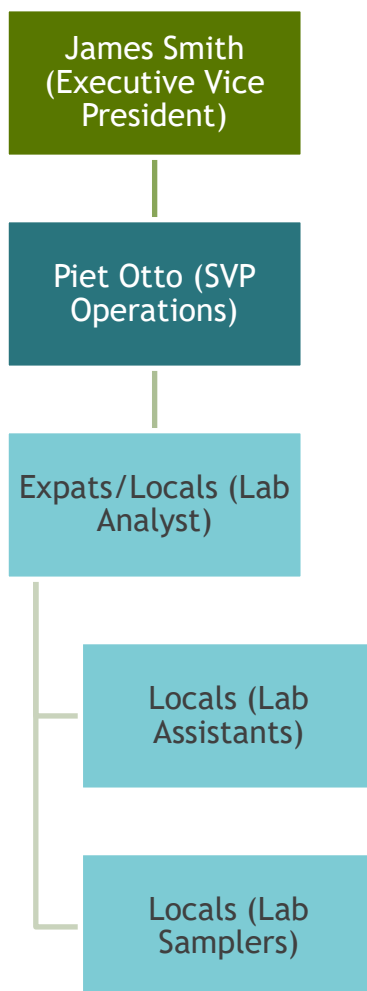 James Smith
(Executive Vice
President)
Piet Otto (SVP
Operations)
Expats/Locals (Lab
Analyst)
Locals (Lab
Assistants)
Locals (Lab
Samplers)